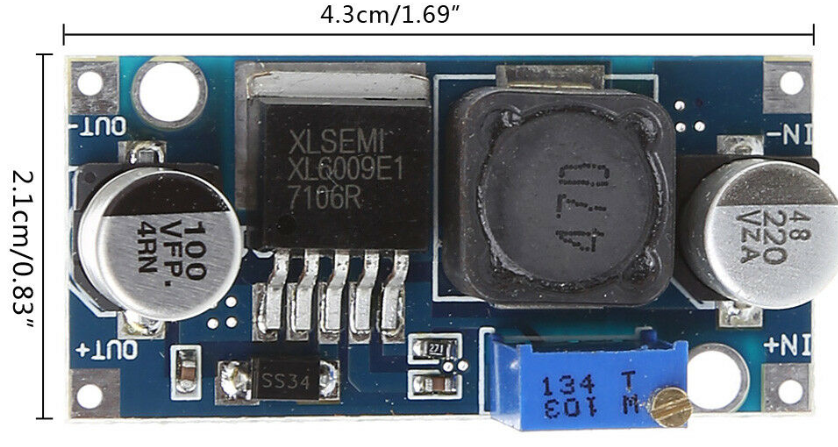 4.3cm/1.69"
2.1cm/0.83"
OUT-
IN-
XLSEMI
XL6009E1
7106R
470
100
VFP.
4RN
48
220
VZA
OUT+
IN+
SS34
271
134 T
103 M